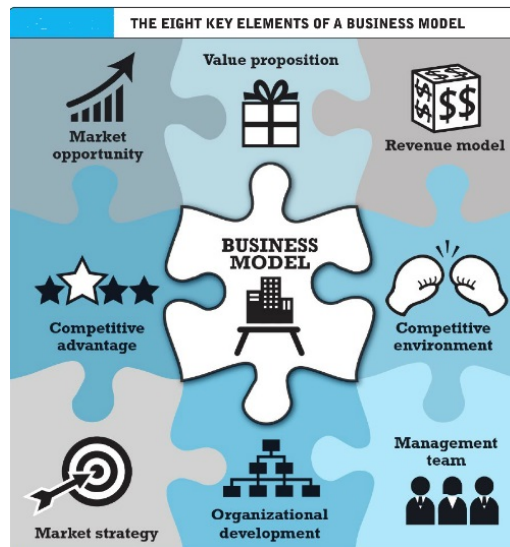 THE EIGHT KEY ELEMENTS OF A BUSINESS MODEL
Value proposition
Market
opportunity
$$
$
$
$
$
Revenue model
BUSINESS
MODEL
Competitive
advantage
Competitive
environment
Market strategy
Organizational
development
Management
team